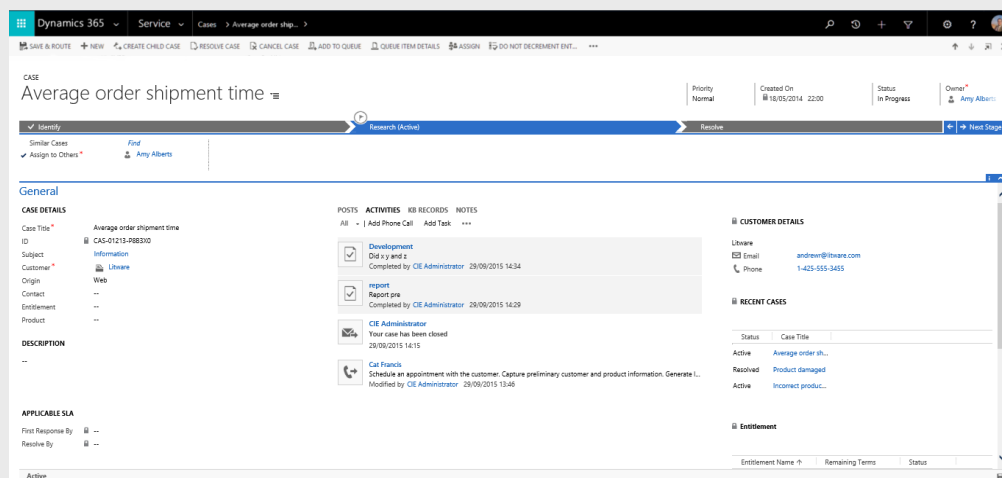 Dynamics 365 Service Cases > Average order ship... >
SAVE & ROUTE + NEW CREATE CHILD CASE RESOLVE CASE CANCEL CASE ADD TO QUEUE QUEUE ITEM DETAILS ASSIGN DO NOT DECREMENT ENT... •••
CASE
Average order shipment time
Priority Created On Status Owner*
Normal 18/05/2014 22:00 In Progress Amy Alberts
✓ Identify Research (Active) Resolve ← → Next Stage
Similar Cases Find
✓ Assign to Others* Amy Alberts
General
CASE DETAILS
Case Title* Average order shipment time
ID CAS-01213-P8B3X0
Subject Information
Customer* Litware
Origin Web
Contact --
Entitlement --
Product --
DESCRIPTION
--
APPLICABLE SLA
First Response By --
Resolve By --
POSTS ACTIVITIES KB RECORDS NOTES
All | Add Phone Call Add Task •••
Development
Did x y and z
Completed by CIE Administrator 29/09/2015 14:34
report
Report pre
Completed by CIE Administrator 29/09/2015 14:29
CIE Administrator
Your case has been closed
29/09/2015 14:15
Cat Francis
Schedule an appointment with the customer. Capture preliminary customer and product information. Generate l...
Modified by CIE Administrator 29/09/2015 13:46
CUSTOMER DETAILS
Litware
Email andrewr@litware.com
Phone 1-425-555-3455
RECENT CASES
Status Case Title
Active Average order sh...
Resolved Product damaged
Active Incorrect produc...
Entitlement
Entitlement Name ↑ Remaining Terms Status
Active